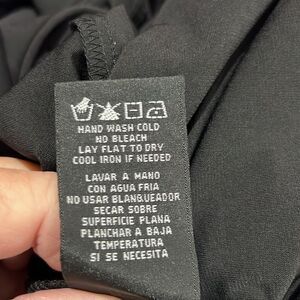 HAND WASH COLD
NO BLEACH
LAY FLAT TO DRY
COOL IRON IF NEEDED
LAVAR A MANO
CON AGUA FRIA
NO USAR BLANQUEADOR
SECAR SOBRE
SUPERFICIE PLANA
PLANCHAR A BAJA
TEMPERATURA
SI SE NECESITA